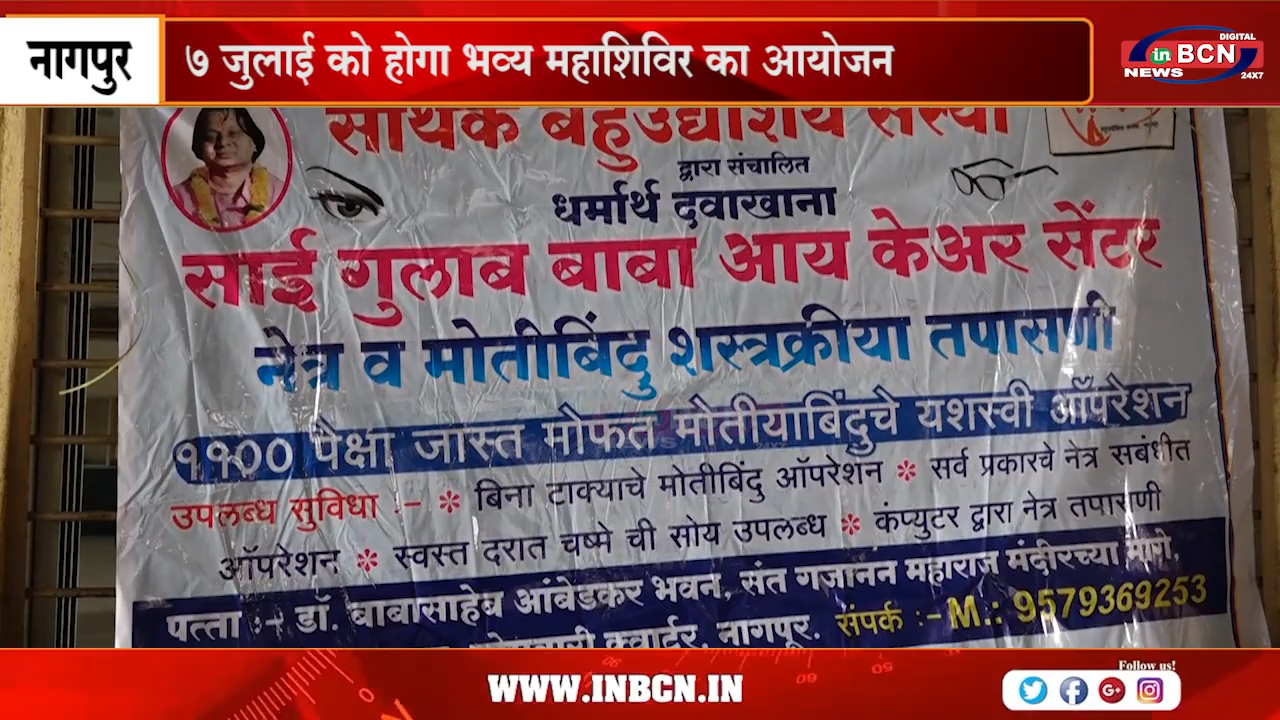 नागपुर
७ जुलाई को होगा भव्य महाशिविर का आयोजन
DIGITAL
in BCN
NEWS
24X7
सार्थक बहुउद्देशिय संस्था
द्वारा संचालित
धर्मार्थ दवाखाना
साई गुलाब बाबा आय केअर सेंटर
नेत्र व मोतीबिंदु शस्त्रक्रीया तपासणी
११०० पेक्षा जास्त मोफत मोतीयाबिंदुचे यशस्वी ऑपरेशन
उपलब्ध सुविधा :- * बिना टाक्याचे मोतीबिंदु ऑपरेशन * सर्व प्रकारचे नेत्र सबंधीत
ऑपरेशन * स्वस्त दरात चष्मे ची सोय उपलब्ध * कंप्युटर द्वारा नेत्र तपासणी
पत्ता :- डॉ. बाबासाहेब आंबेडकर भवन, संत गजानन महाराज मंदीरच्या मागे,
क्वार्टर, नागपूर. संपर्क :- M.: 9579369253
WWW.INBCN.IN
Follow us!